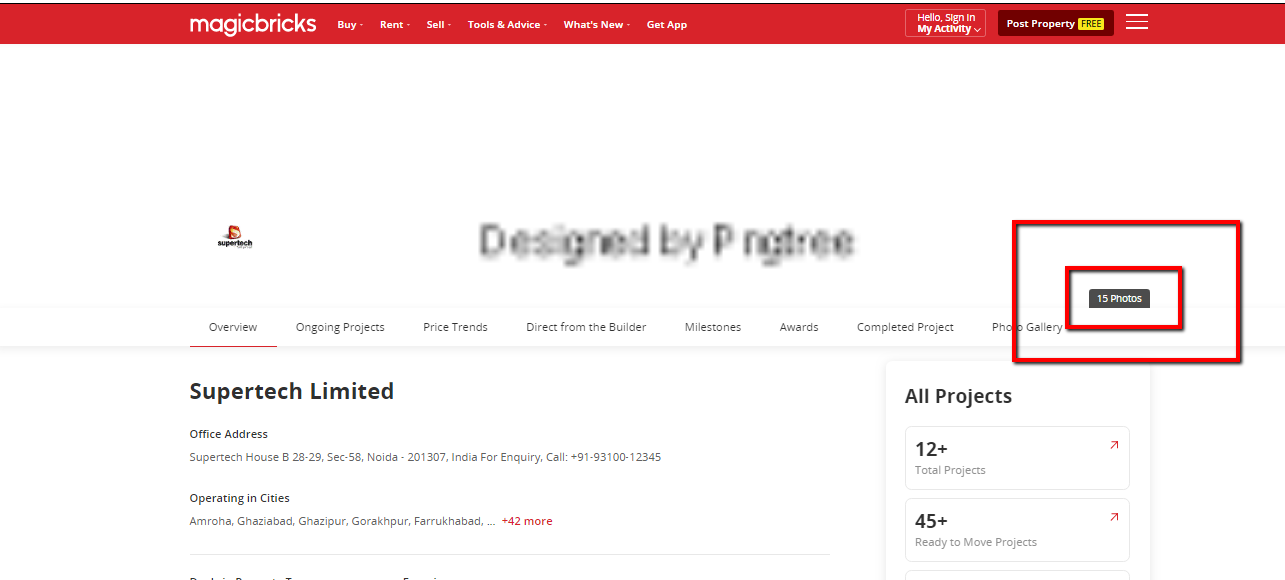 magicbricks Buy Rent Sell Tools & Advice What's New Get App Hello, Sign In Post Property FREE
My Activity
supertech
Designed by Pngtree
15 Photos
Overview Ongoing Projects Price Trends Direct from the Builder Milestones Awards Completed Project Photo Gallery
Supertech Limited
Office Address
Supertech House B 28-29, Sec-58, Noida - 201307, India For Enquiry, Call: +91-93100-12345
Operating in Cities
Amroha, Ghaziabad, Ghazipur, Gorakhpur, Farrukhabad, ... +42 more
All Projects
12+
Total Projects
45+
Ready to Move Projects